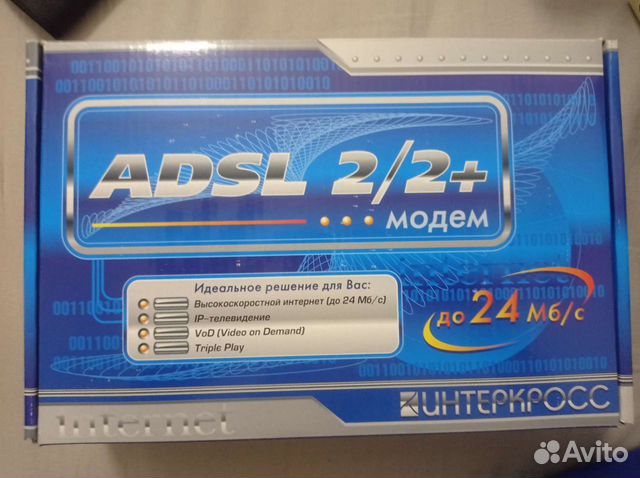 ADSL 2/2+
модем
Идеальное решение для Вас:
Высокоскоростной интернет (до 24 Мб/с)
IP-телевидение
VoD (Video on Demand)
Triple Play
до 24 Мб/с
internet
ИНТЕРКРОСС
Avito